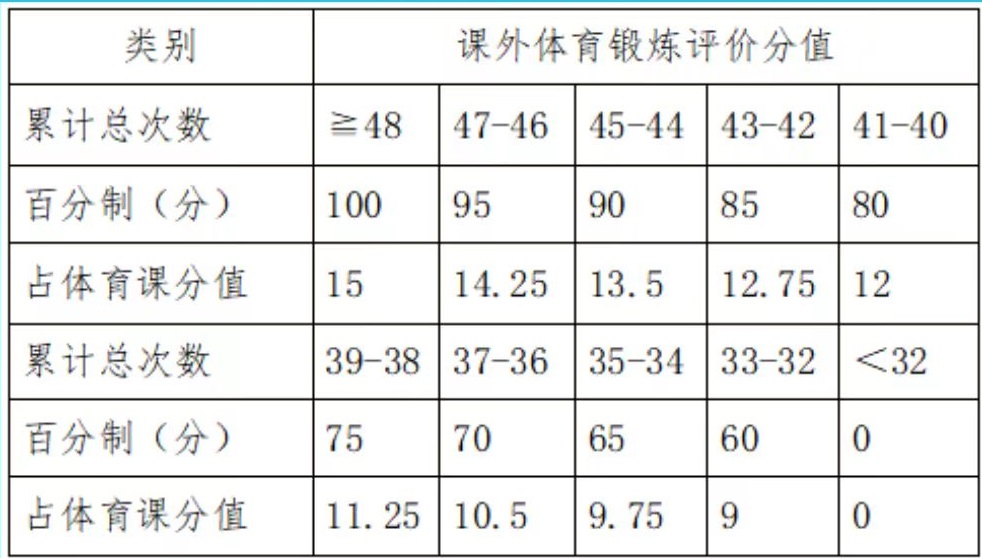 类别 课外体育锻炼评价分值
累计总次数 ≧48 47-46 45-44 43-42 41-40
百分制（分） 100 95 90 85 80
占体育课分值 15 14.25 13.5 12.75 12
累计总次数 39-38 37-36 35-34 33-32 ＜32
百分制（分） 75 70 65 60 0
占体育课分值 11.25 10.5 9.75 9 0